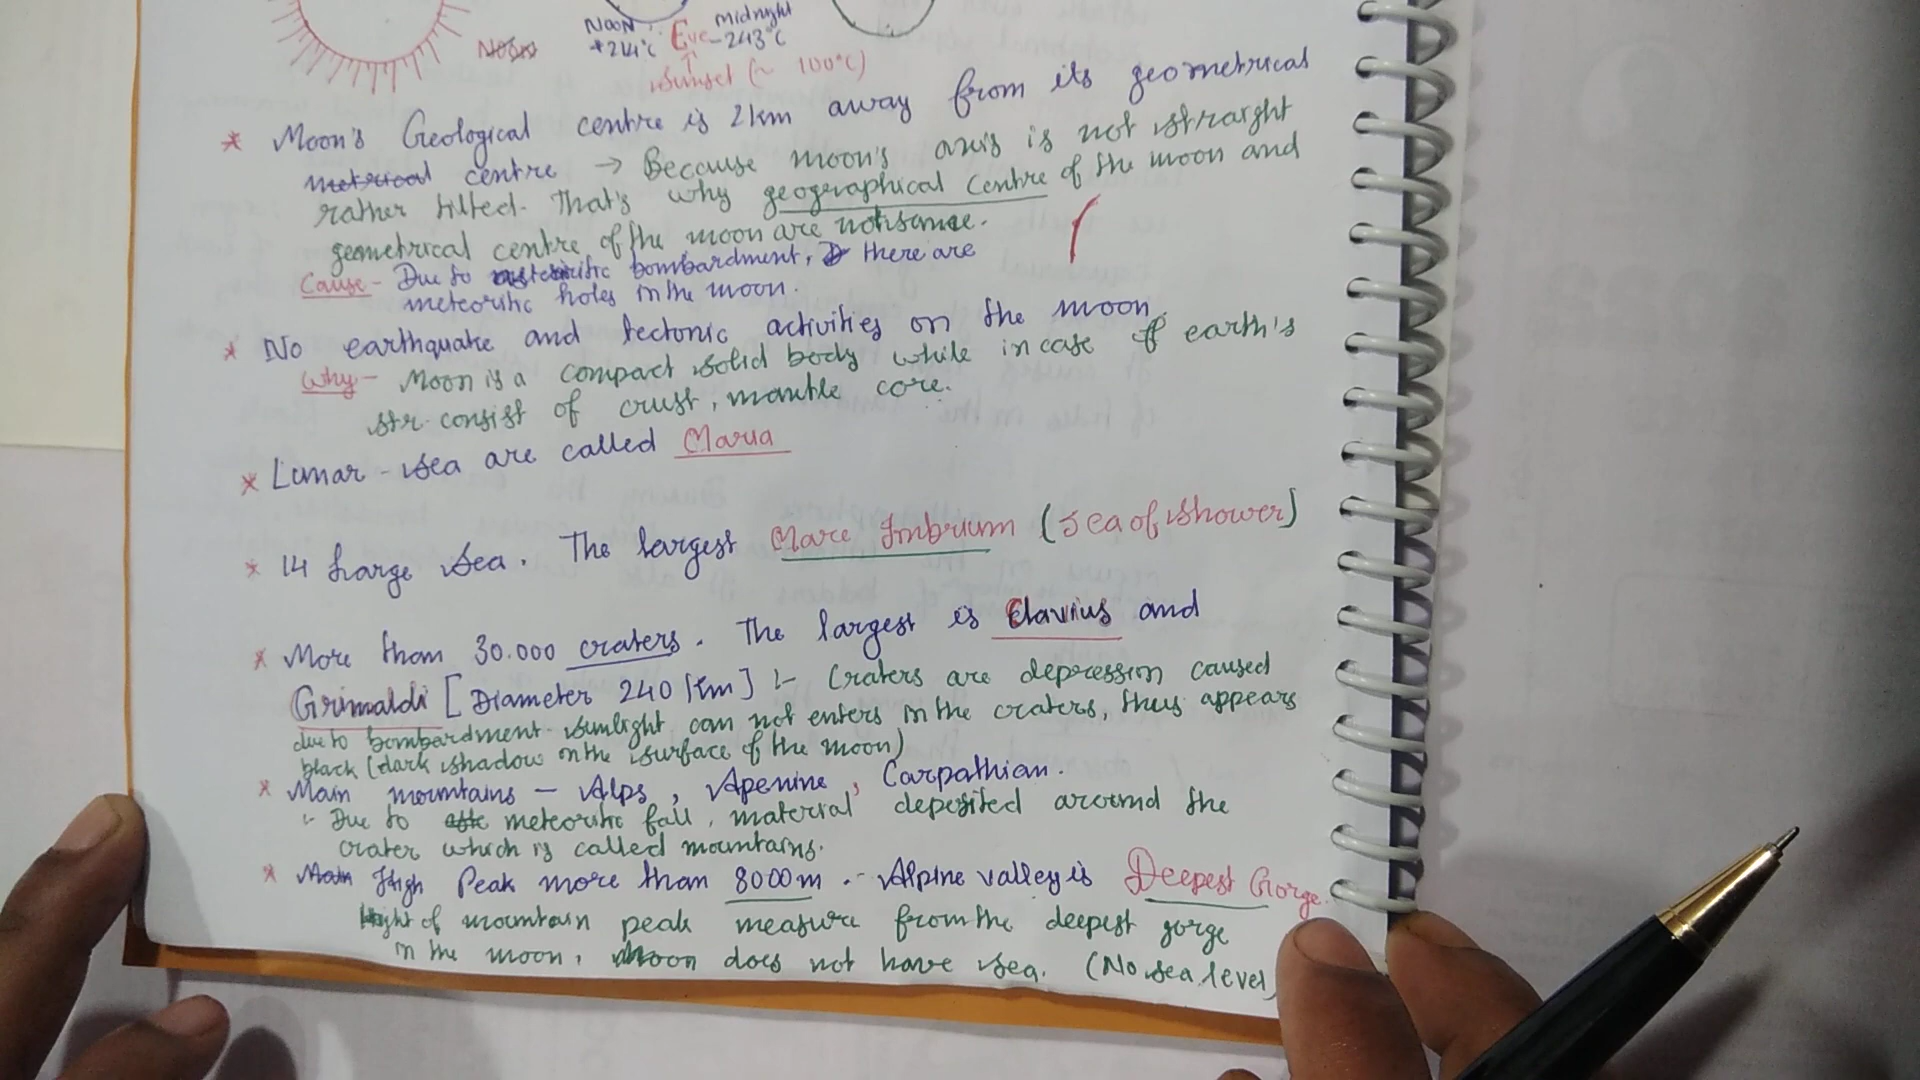 Noon Midnight
Noon +214°C Eve -243°C
Sunset (~ 100°C)
* Moon's Geological centre is 2km away from its geometrical
metrical centre → Because moon's axis is not straight
rather tilted. That's why geographical centre of the moon and
geometrical centre of the moon are not same.
Cause - Due to bombardment, there are
meteoritic holes in the moon.
* No earthquake and tectonic activities on the moon.
Why - Moon is a compact solid body while in case of earth's
str. consist of crust, mantle core.
* Lunar - sea are called Maria
* 14 large sea. The largest Mare Imbrium (Sea of shower)
* More than 30.000 craters. The largest is Clavius and
Grimaldi [Diameter 240 km] :- Craters are depression caused
due to bombardment. sunlight can not enters in the craters, thus appears
black (dark shadow on the surface of the moon)
* Main mountains - Alps, Apenine, Carpathian.
:- Due to meteoritic fall, material deposited around the
crater which is called mountains.
* Main High Peak more than 8000m. - Alpine valley is Deepest Gorge.
Hight of mountain peak measure from the deepest gorge
in the moon, Moon does not have sea. (No sea level)